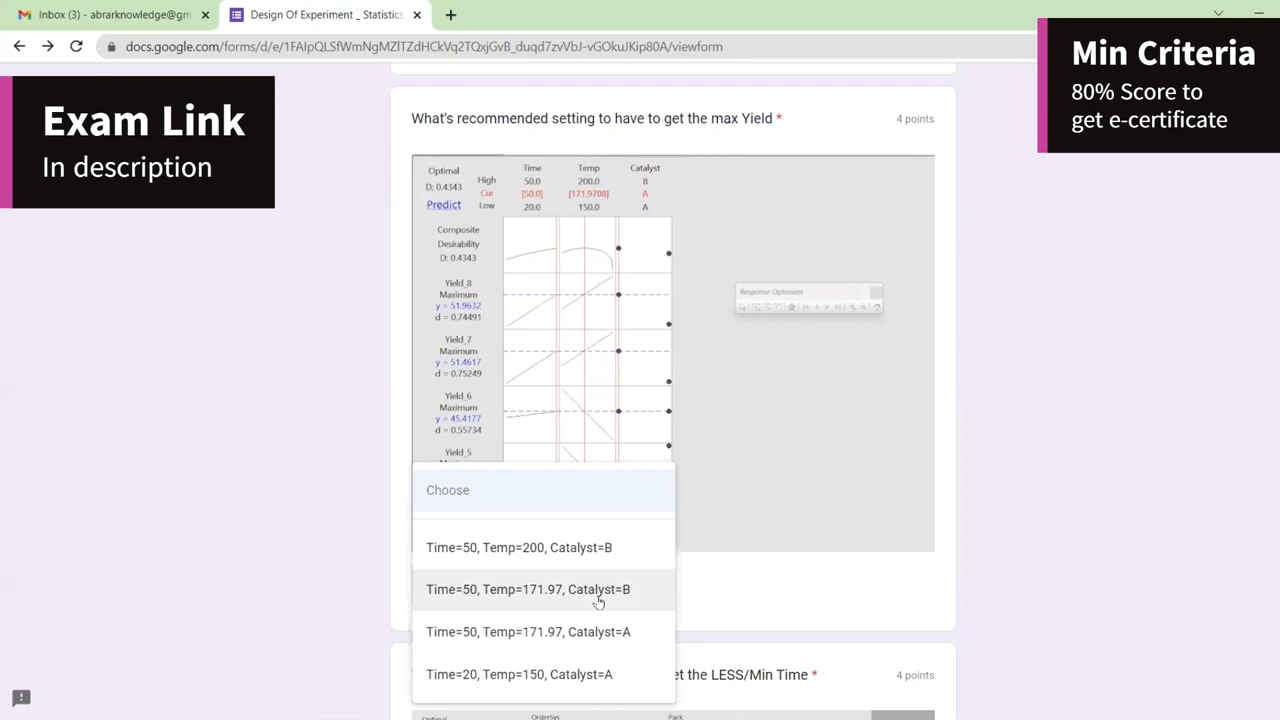 Inbox (3) - abrarknowledge@gm
Design Of Experiment _ Statistics
docs.google.com/forms/d/e/1FAIpQLSfWmNgMZlTZdHCkVq2TQxjGvB_duqd7zvVbJ-vGOkuJKip80A/viewform
Min Criteria
80% Score to
get e-certificate
Exam Link
In description
What's recommended setting to have to get the max Yield *
4 points
Optimal
D: 0.4343
Predict
High
Cur
Low
Time
50.0
[50.0]
20.0
Temp
200.0
[171.9708]
150.0
Catalyst
B
A
A
Composite
Desirability
D: 0.4343
Yield_8
Maximum
y = 51.9632
d = 0.74491
Yield_7
Maximum
y = 51.4617
d = 0.75249
Yield_6
Maximum
y = 45.4177
d = 0.55734
Yield_5
Response Optimizer
Choose
Time=50, Temp=200, Catalyst=B
Time=50, Temp=171.97, Catalyst=B
Time=50, Temp=171.97, Catalyst=A
Time=20, Temp=150, Catalyst=A
et the LESS/Min Time *
4 points
Optimal
OrderSys
Pack